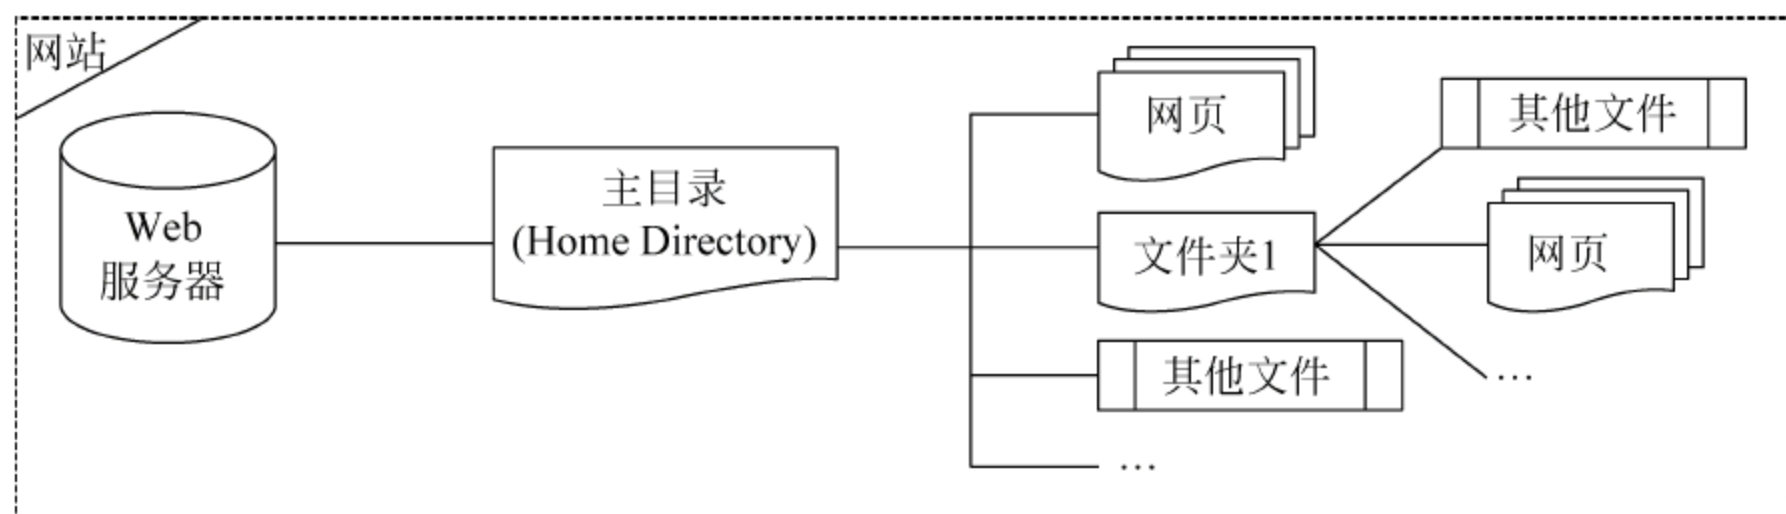 网站
Web
服务器
主目录
(Home Directory)
网页
文件夹1
其他文件
…
其他文件
网页
…